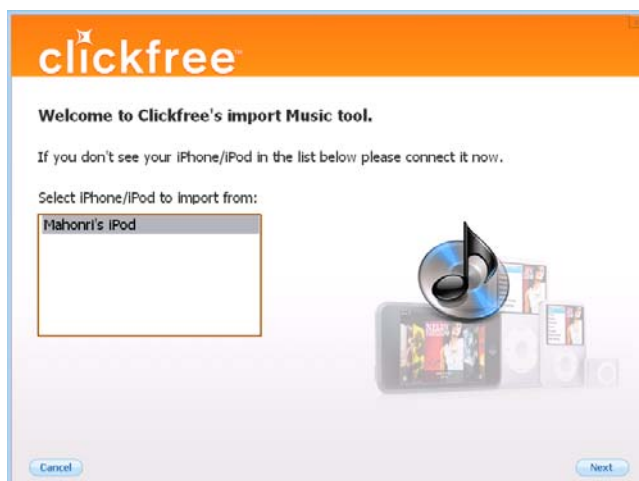 clickfree™
Welcome to Clickfree's import Music tool.
If you don't see your iPhone/iPod in the list below please connect it now.
Select iPhone/iPod to import from:
Mahonri's iPod
Cancel
Next